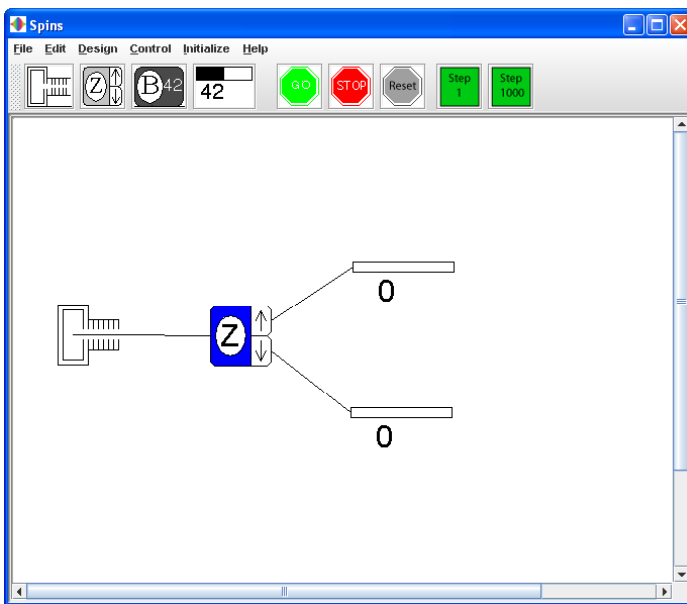 Spins
File Edit Design Control Initialize Help
Z B 42 42 GO STOP Reset Step 1 Step 1000
0
Z
0